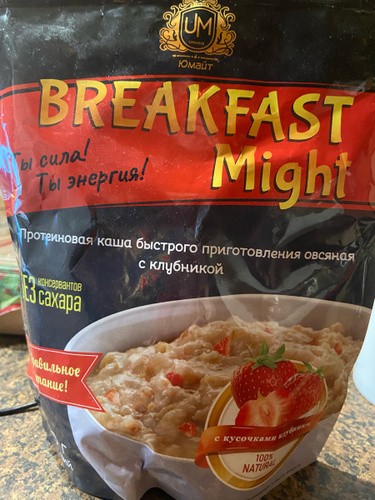 UM
Юмайт
BREAKFAST
Might
Ты сила!
Ты энергия!
Протеиновая каша быстрого приготовления овсяная
с клубникой
консервантов
сахара
с кусочками клубники
100%
NATURAL